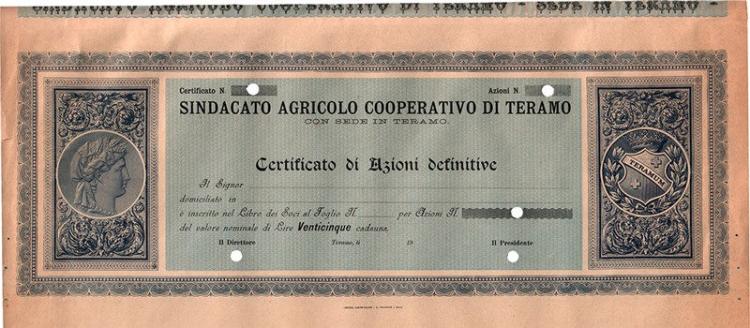 Certificato N.
Azioni N.
SINDACATO AGRICOLO COOPERATIVO DI TERAMO
CON SEDE IN TERAMO.
Certificato di Azioni definitive
Il Signor
domiciliato in
è inscritto nel Libro dei Soci al foglio N. per Azioni N.
del valore nominale di Lire Venticinque cadauna.
Il Direttore
Teramo, li 19
Il Presidente
TERAMUM